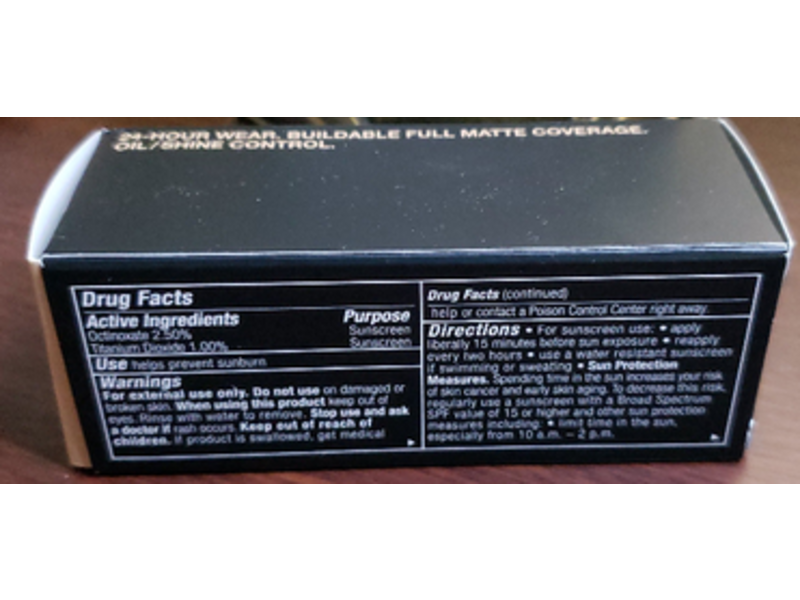 24-HOUR WEAR. BUILDABLE FULL MATTE COVERAGE.
OIL/SHINE CONTROL.
Drug Facts
Active Ingredients Purpose
Octinoxate 2.50% Sunscreen
Titanium Dioxide 1.00% Sunscreen
Use helps prevent sunburn
Warnings
For external use only. Do not use on damaged or
broken skin. When using this product keep out of
eyes. Rinse with water to remove. Stop use and ask
a doctor if rash occurs. Keep out of reach of
children. If product is swallowed, get medical
Drug Facts (continued)
help or contact a Poison Control Center right away.
Directions • For sunscreen use: • apply
liberally 15 minutes before sun exposure • reapply
every two hours • use a water resistant sunscreen
if swimming or sweating • Sun Protection
Measures. Spending time in the sun increases your risk
of skin cancer and early skin aging. To decrease this risk,
regularly use a sunscreen with a Broad Spectrum
SPF value of 15 or higher and other sun protection
measures including: • limit time in the sun,
especially from 10 a.m. – 2 p.m.